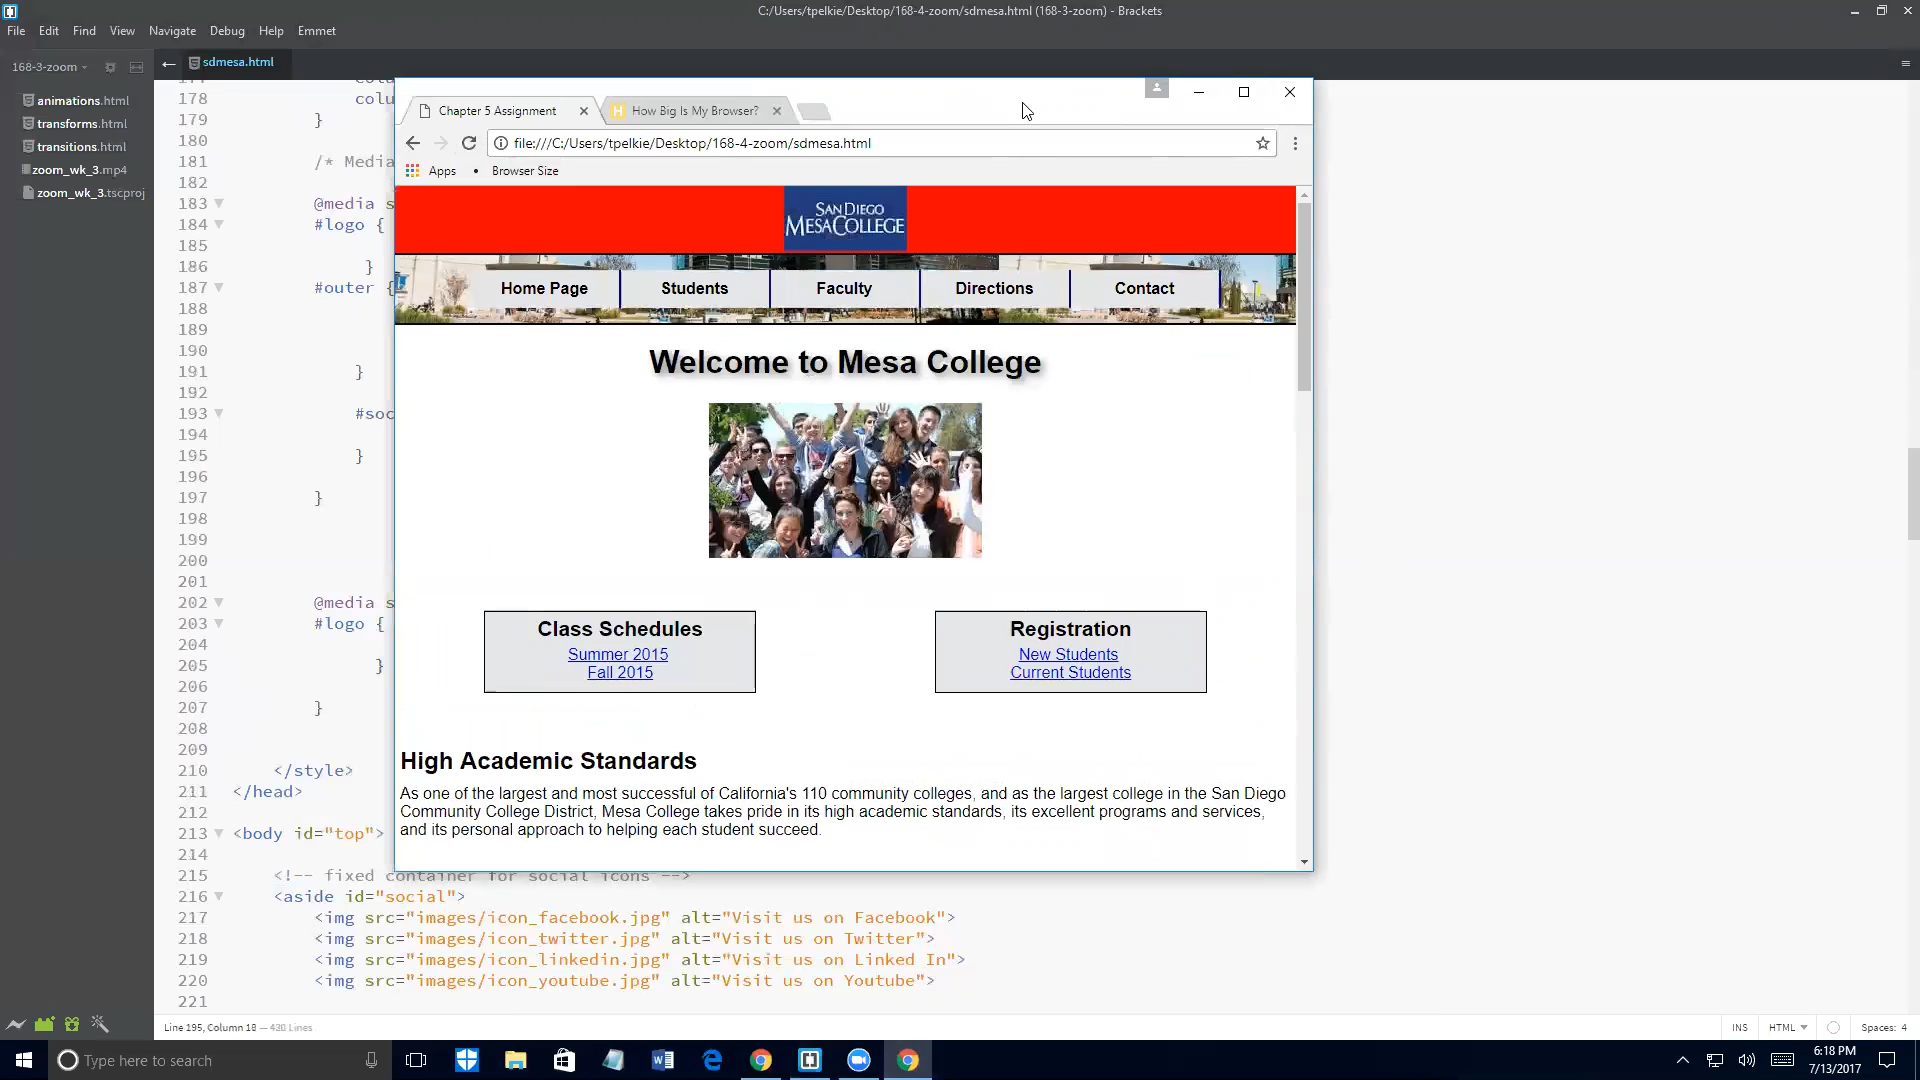 C:/Users/tpelkie/Desktop/168-4-zoom/sdmesa.html (168-3-zoom) - Brackets
File Edit Find View Navigate Debug Help Emmet
168-3-zoom
sdmesa.html
animations.html
transforms.html
transitions.html
zoom_wk_3.mp4
zoom_wk_3.tscproj
178 colu
179 }
180
181 /* Media
182
183 @media s
184 #logo {
185
186 }
187 #outer {
188
189
190
191 }
192
193 #soc
194
195 }
196
197 }
198
199
200
201
202 @media s
203 #logo {
204
205 }
206
207 }
208
209
210 </style>
211 </head>
212
213 <body id="top">
214
215 <!-- fixed container for social icons -->
216 <aside id="social">
217 <img src="images/icon_facebook.jpg" alt="Visit us on Facebook">
218 <img src="images/icon_twitter.jpg" alt="Visit us on Twitter">
219 <img src="images/icon_linkedin.jpg" alt="Visit us on Linked In">
220 <img src="images/icon_youtube.jpg" alt="Visit us on Youtube">
221
Chapter 5 Assignment
How Big Is My Browser?
file:///C:/Users/tpelkie/Desktop/168-4-zoom/sdmesa.html
Apps Browser Size
SAN DIEGO
MESA COLLEGE
Home Page Students Faculty Directions Contact
Welcome to Mesa College
Class Schedules
Summer 2015
Fall 2015
Registration
New Students
Current Students
High Academic Standards
As one of the largest and most successful of California's 110 community colleges, and as the largest college in the San Diego
Community College District, Mesa College takes pride in its high academic standards, its excellent programs and services,
and its personal approach to helping each student succeed.
Line 195, Column 18 — 430 Lines
INS HTML Spaces: 4
Type here to search
6:18 PM
7/13/2017